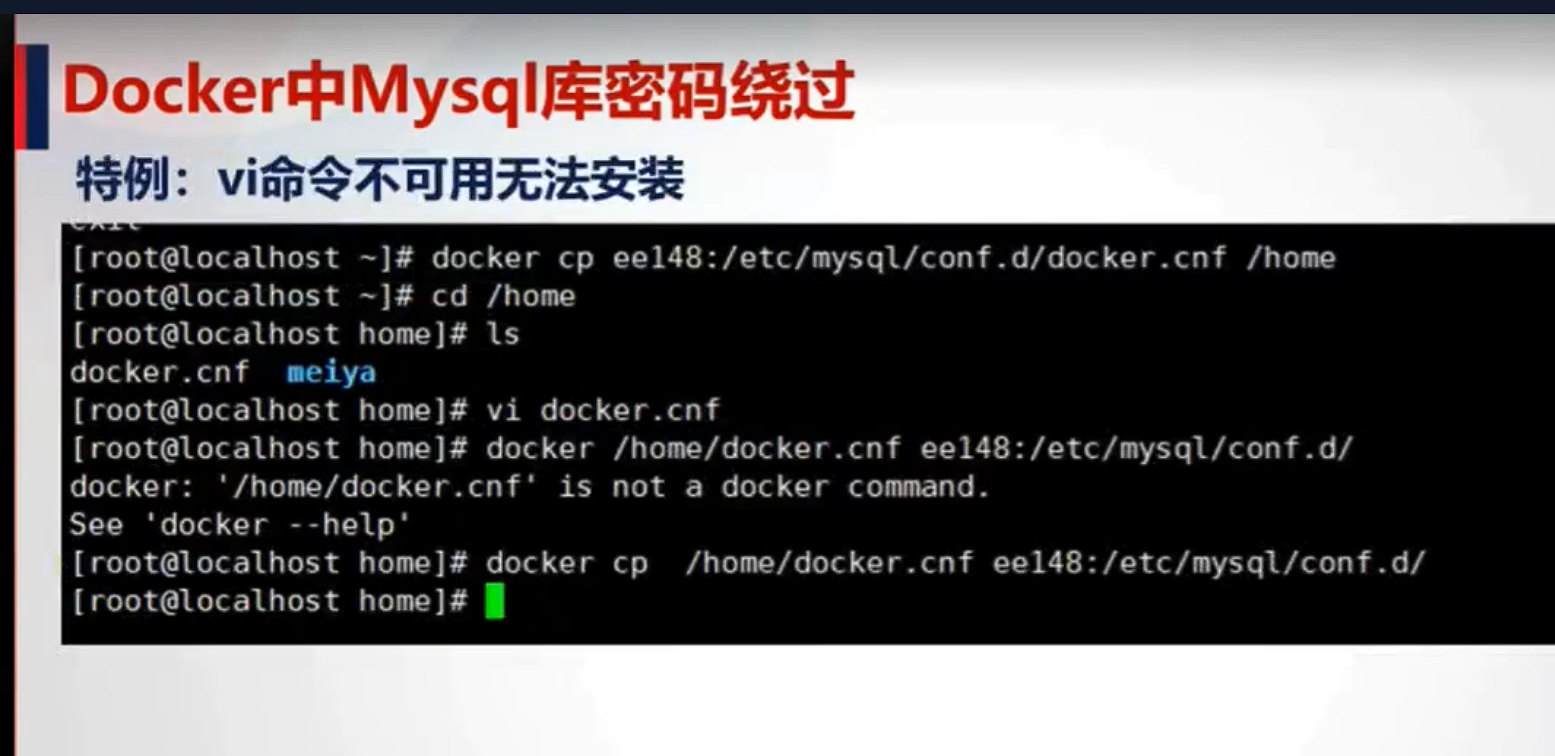 Docker中Mysql库密码绕过
特例：vi命令不可用无法安装
exit
[root@localhost ~]# docker cp ee148:/etc/mysql/conf.d/docker.cnf /home
[root@localhost ~]# cd /home
[root@localhost home]# ls
docker.cnf  meiya
[root@localhost home]# vi docker.cnf
[root@localhost home]# docker /home/docker.cnf ee148:/etc/mysql/conf.d/
docker: '/home/docker.cnf' is not a docker command.
See 'docker --help'
[root@localhost home]# docker cp  /home/docker.cnf ee148:/etc/mysql/conf.d/
[root@localhost home]#